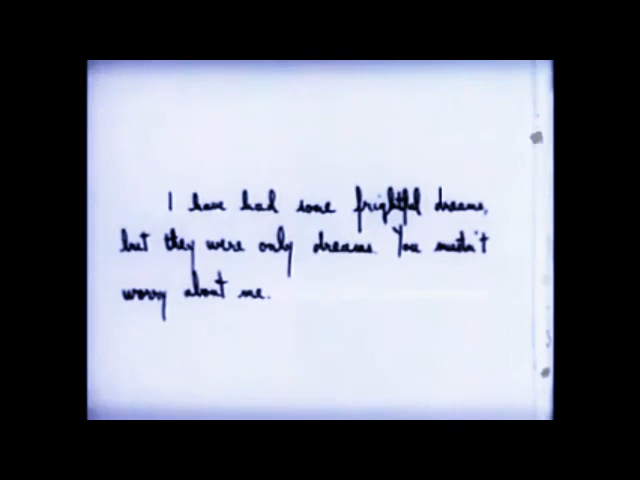 I have had some frightful dreams,
but they were only dreams. You mustn't
worry about me.